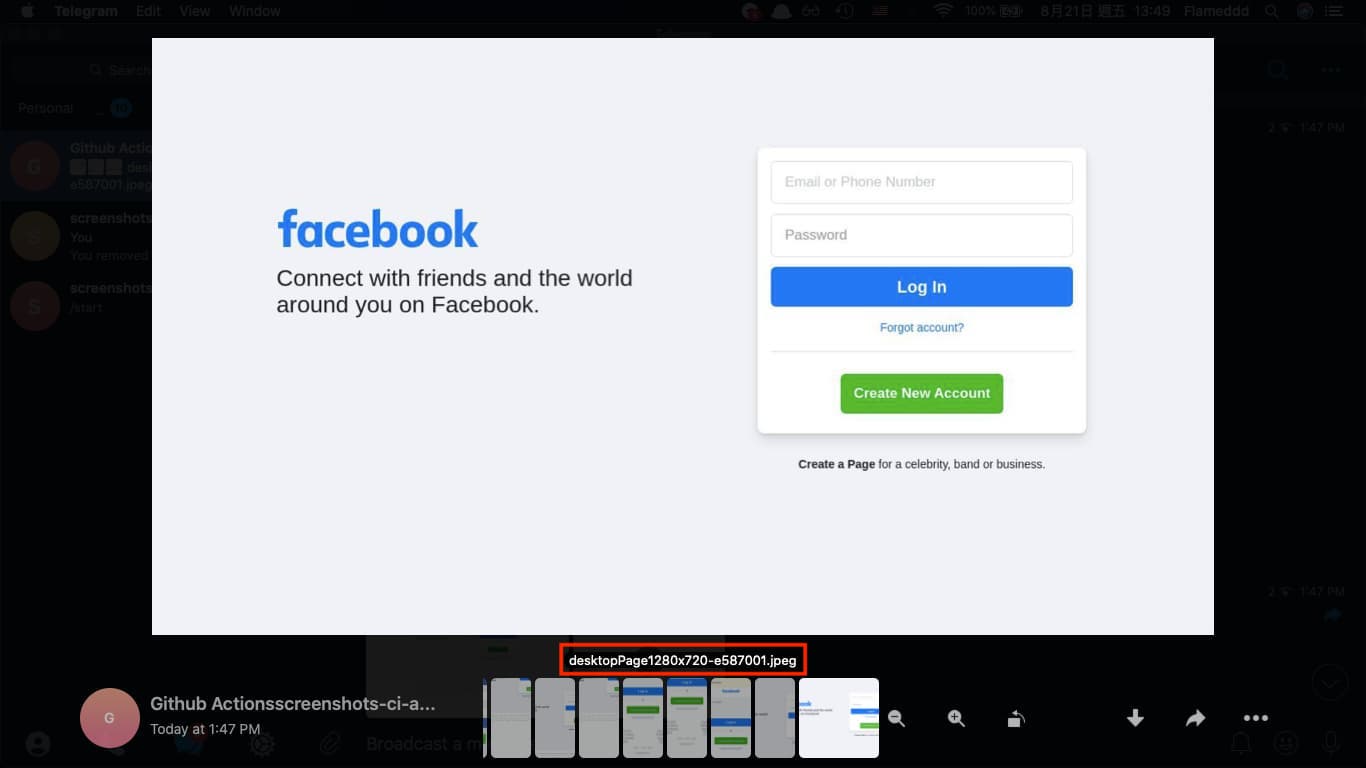 Telegram Edit View Window
100% 8月21日 週五 13:49 Flameddd
Search
Personal 10
2 1:47 PM
G Github Actio
desk
e587001.jpeg
S screenshots
You
You removed
S screenshots
/start
facebook
Connect with friends and the world
around you on Facebook.
Email or Phone Number
Password
Log In
Forgot account?
Create New Account
Create a Page for a celebrity, band or business.
2 1:47 PM
desktopPage1280x720-e587001.jpeg
G Github Actionsscreenshots-ci-a...
Today at 1:47 PM
Broadcast a m